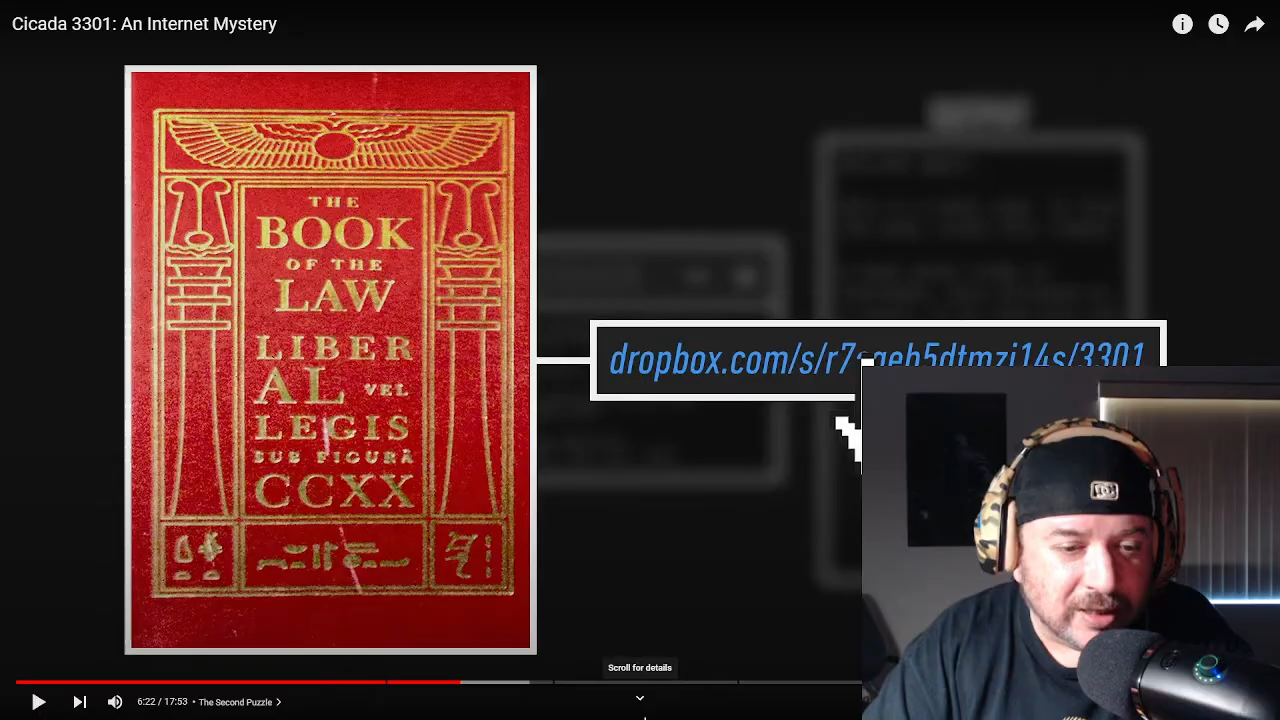 Cicada 3301: An Internet Mystery
THE
BOOK
OF THE
LAW
LIBER
AL VEL
LEGIS
SUB FIGURA
CCXX
Scroll for details
6:22 / 17:53 • The Second Puzzle